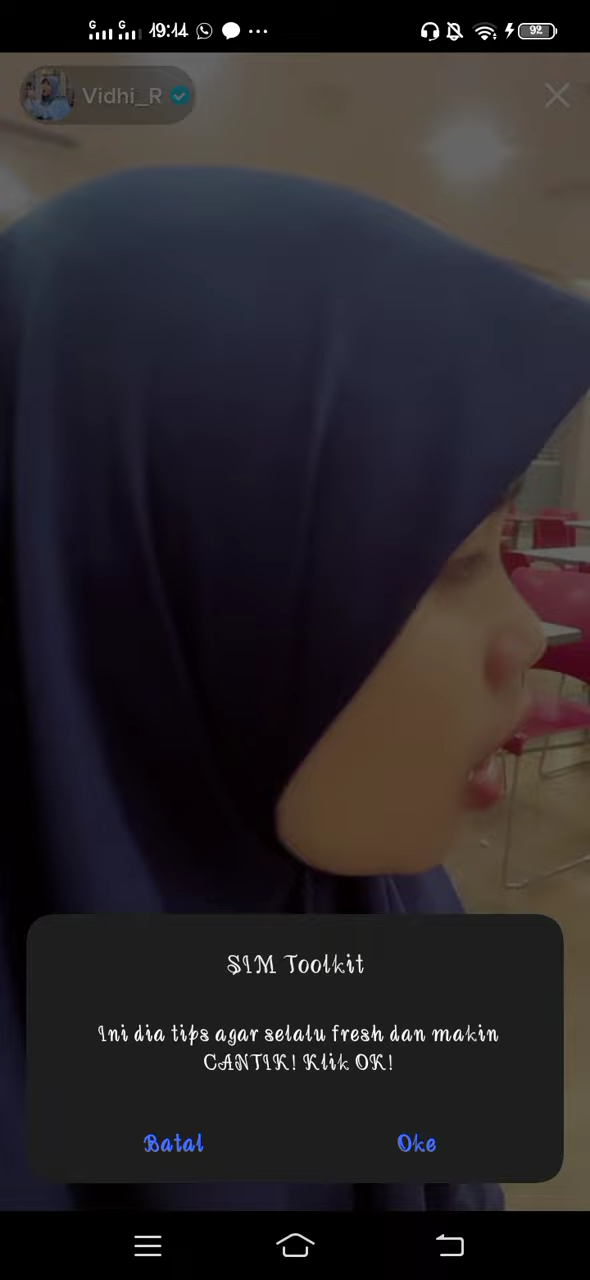 G G 19:14 92
Vidhi_R
SIM Toolkit
Ini dia tips agar selalu fresh dan makin
CANTIK! Klik OK!
Batal Oke